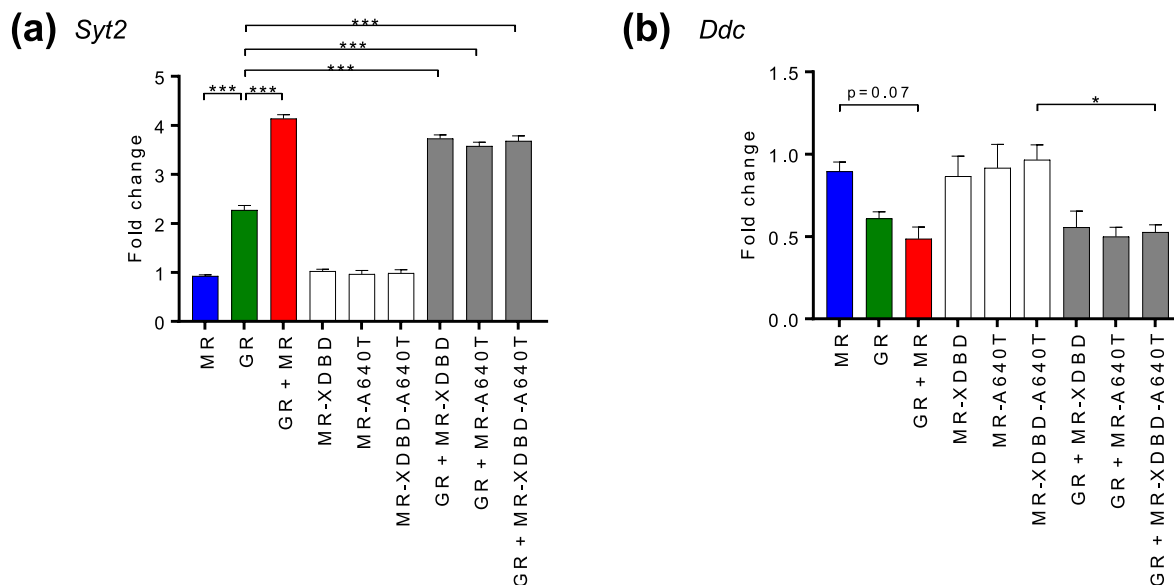 (a) Syt2
***
***
***
*** ***
Fold change
5
4
3
2
1
0
MR
GR
GR + MR
MR-XDBD
MR-A640T
MR-XDBD-A640T
GR + MR-XDBD
GR + MR-A640T
GR + MR-XDBD-A640T
(b) Ddc
p=0.07
*
Fold change
1.5
1.0
0.5
0.0
MR
GR
GR + MR
MR-XDBD
MR-A640T
MR-XDBD-A640T
GR + MR-XDBD
GR + MR-A640T
GR + MR-XDBD-A640T